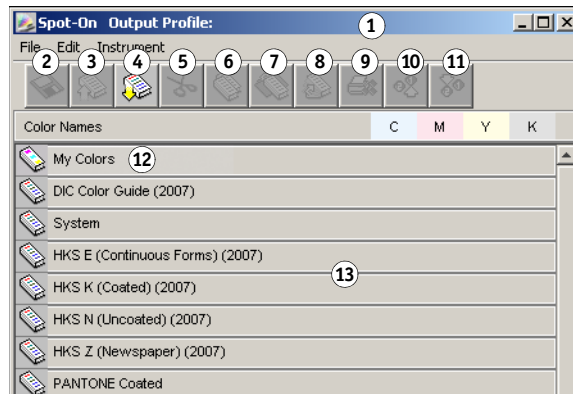 Spot-On Output Profile:
1
File Edit Instrument
2 3 4 5 6 7 8 9 10 11
Color Names C M Y K
My Colors 12
DIC Color Guide (2007)
System
HKS E (Continuous Forms) (2007)
13
HKS K (Coated) (2007)
HKS N (Uncoated) (2007)
HKS Z (Newspaper) (2007)
PANTONE Coated